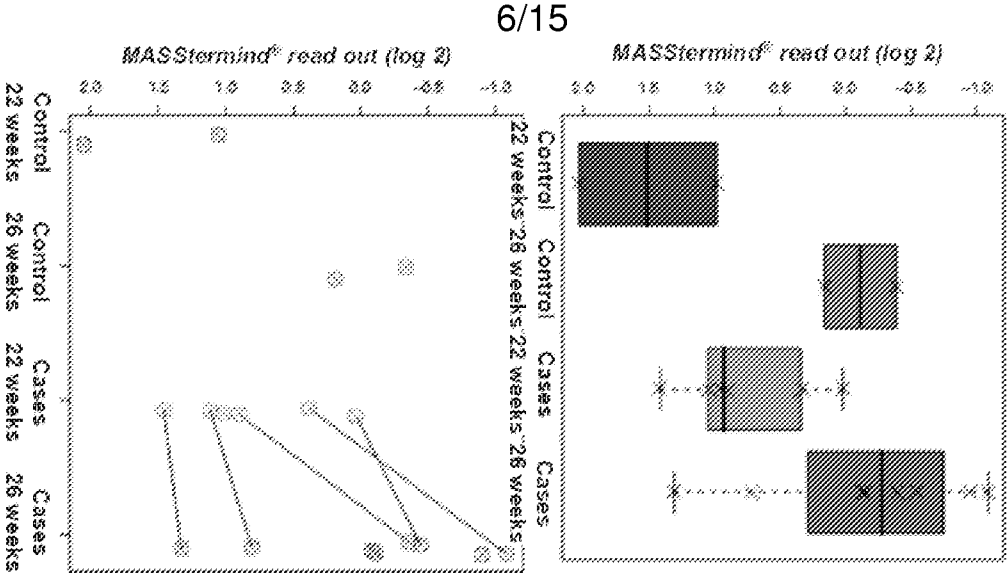 6/15
MASStermind® read out (log 2)
2.0 1.5 1.0 0.5 0.0 -0.5 -1.0
Control
22 weeks
Control
26 weeks
Cases
22 weeks
Cases
26 weeks
MASStermind® read out (log 2)
2.0 1.5 1.0 0.5 0.0 -0.5 -1.0
Control Control Cases Cases
22 weeks 26 weeks 22 weeks 26 weeks